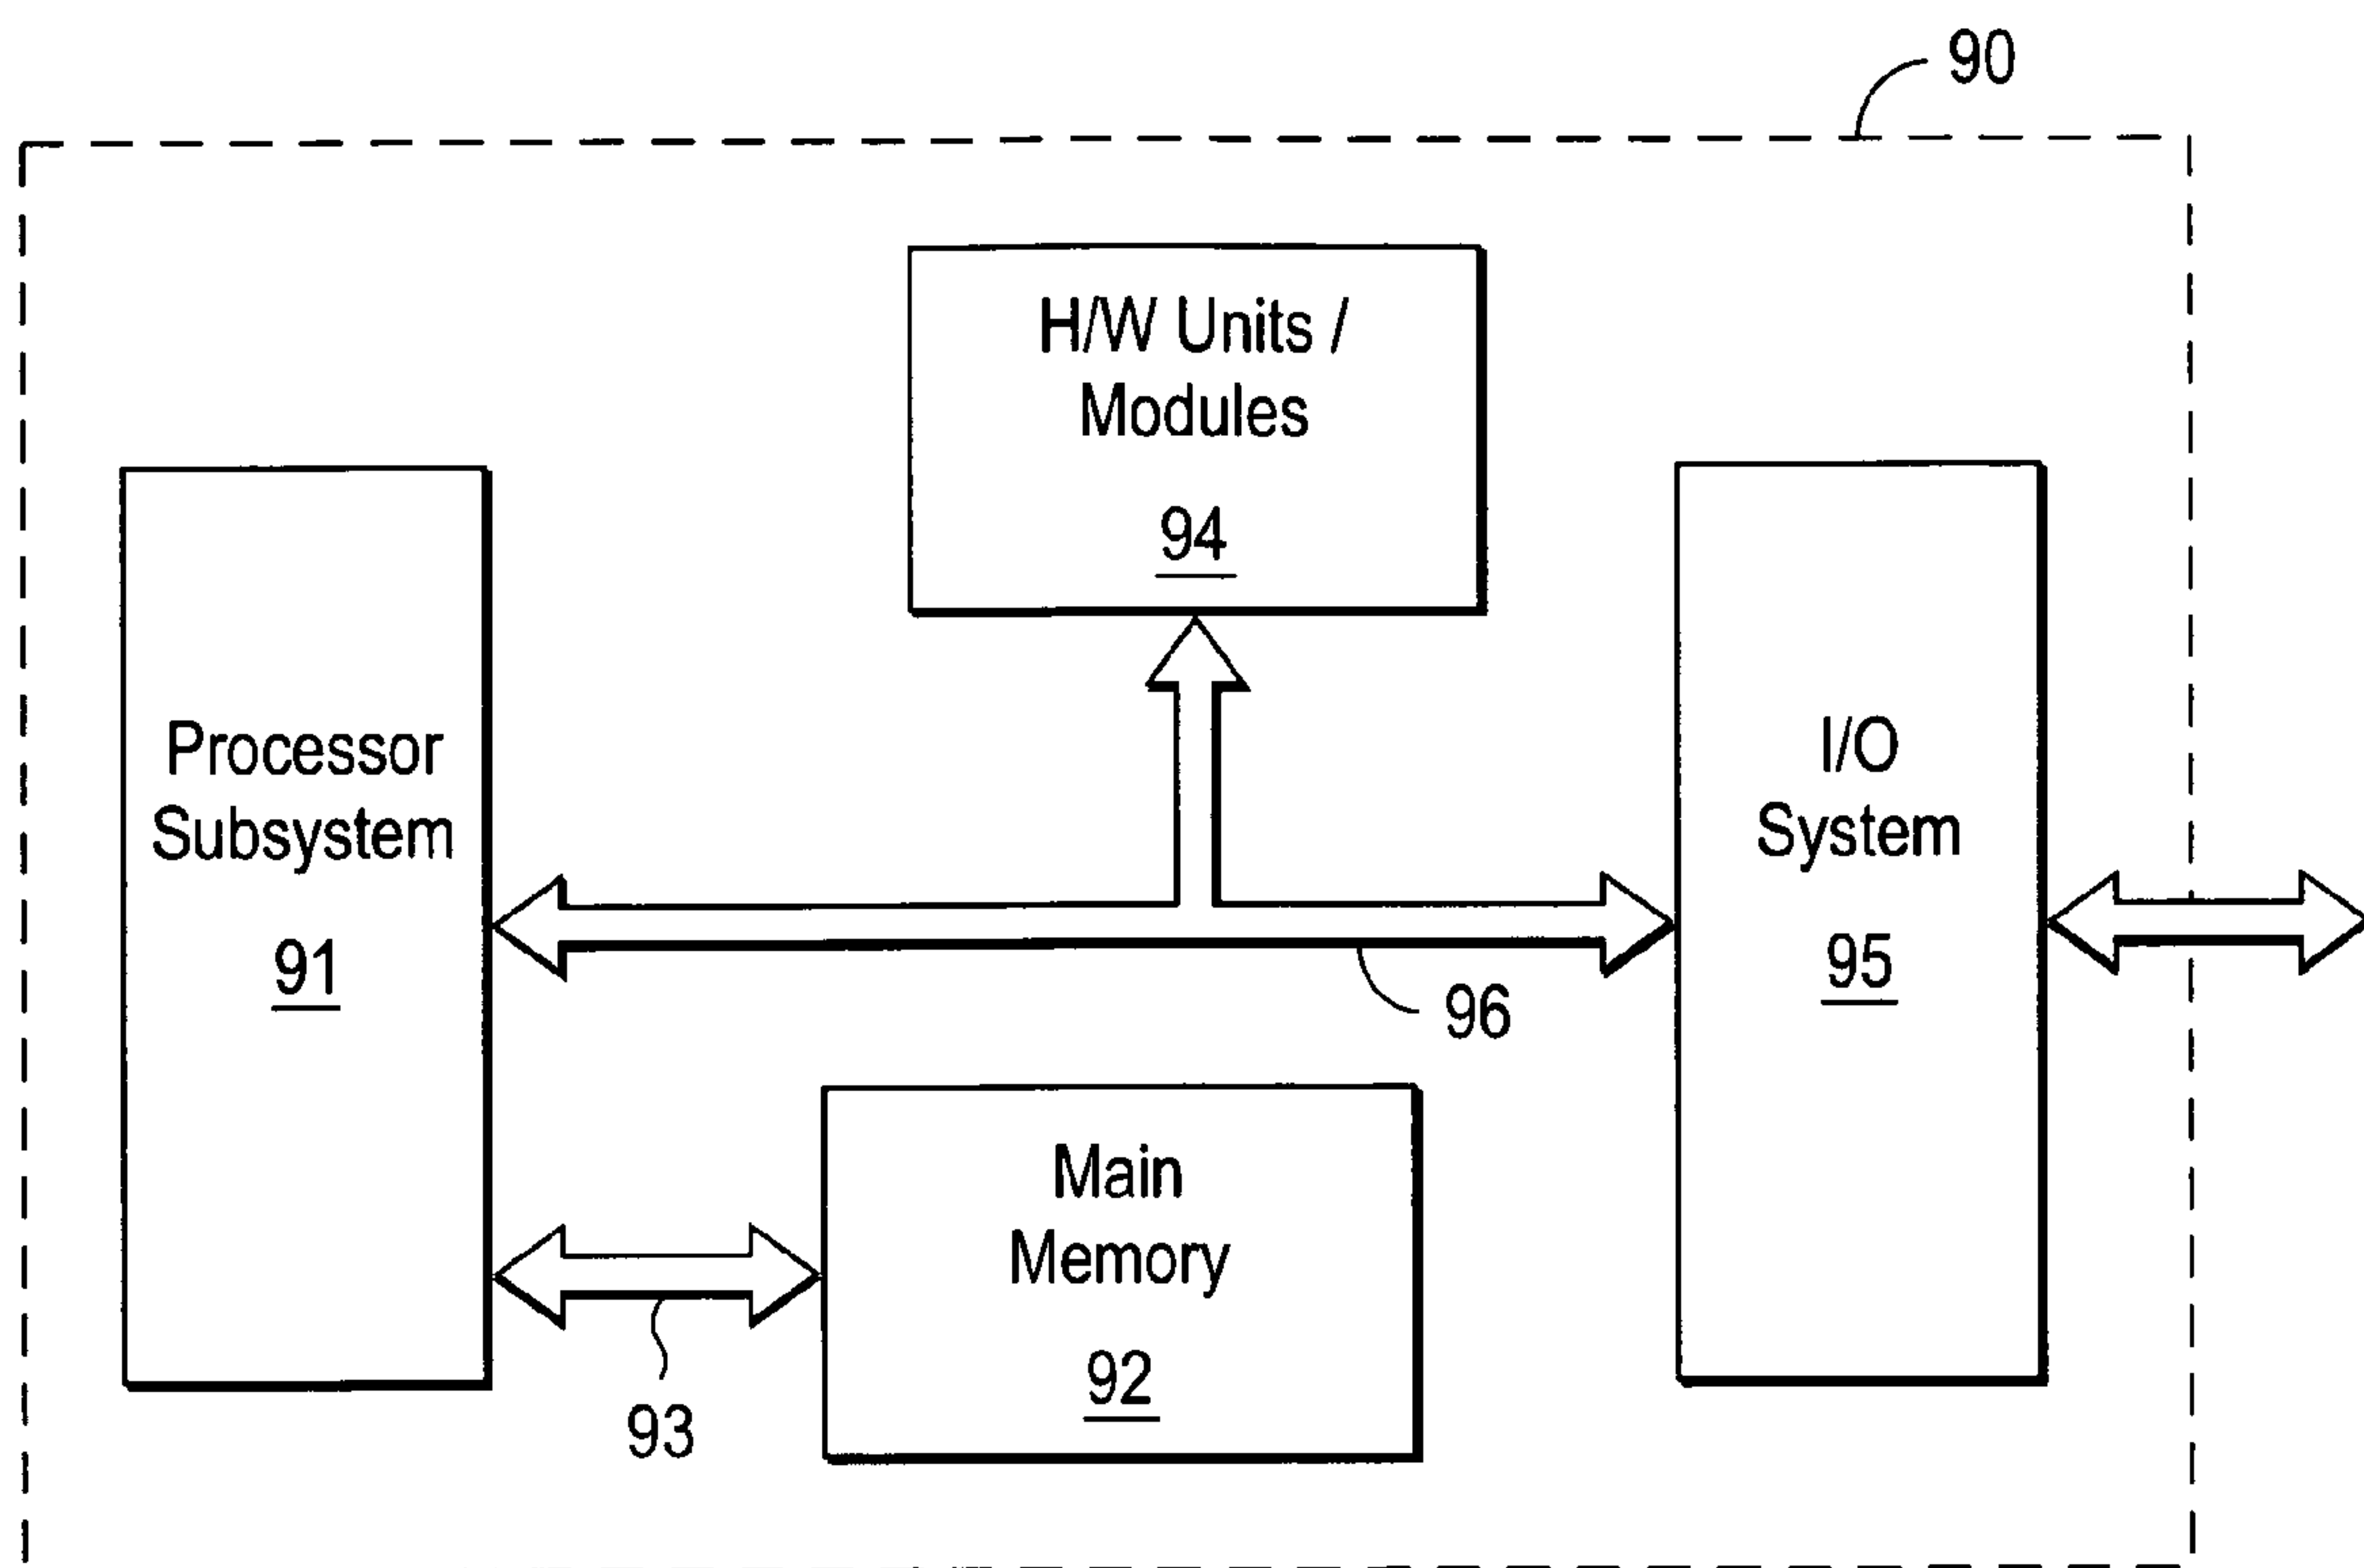 90
H/W Units /
Modules
94
Processor
Subsystem
91
I/O
System
95
96
Main
Memory
92
93